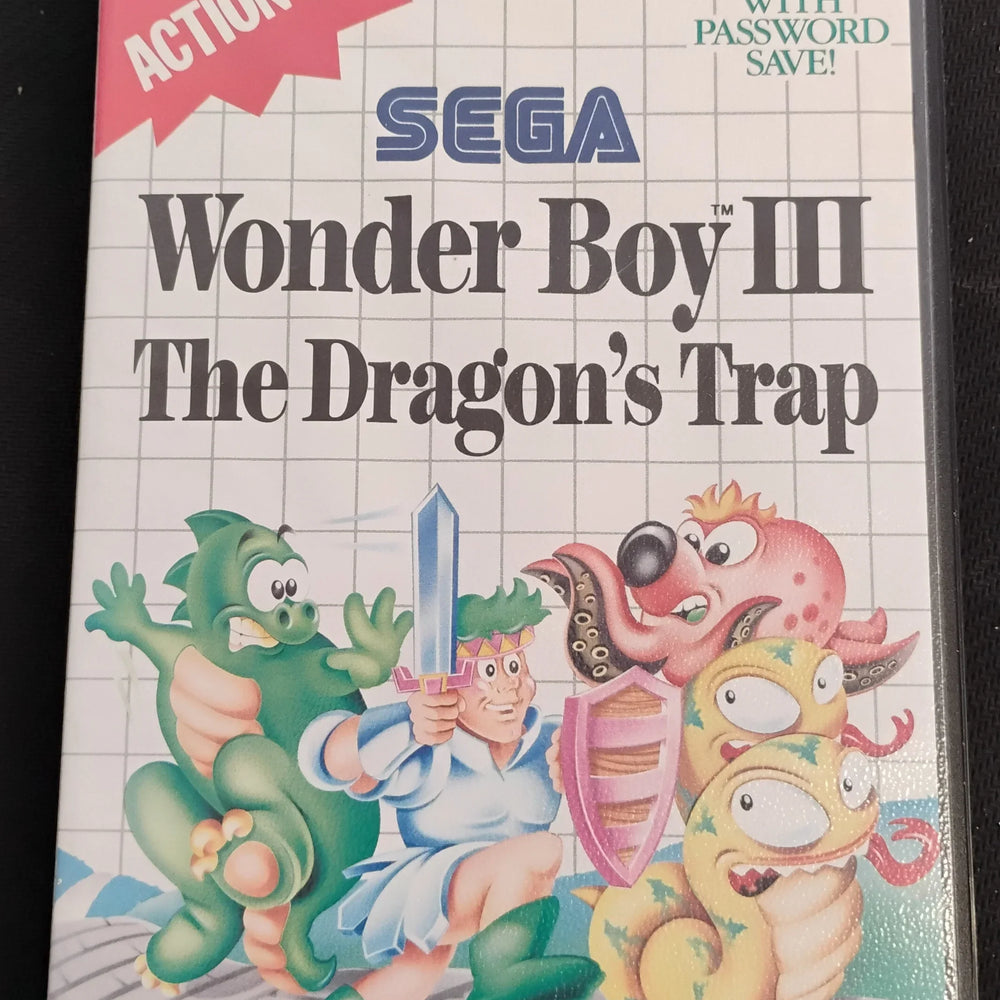 ACTION
WITH
PASSWORD
SAVE!
SEGA
Wonder Boy™ III
The Dragon's Trap